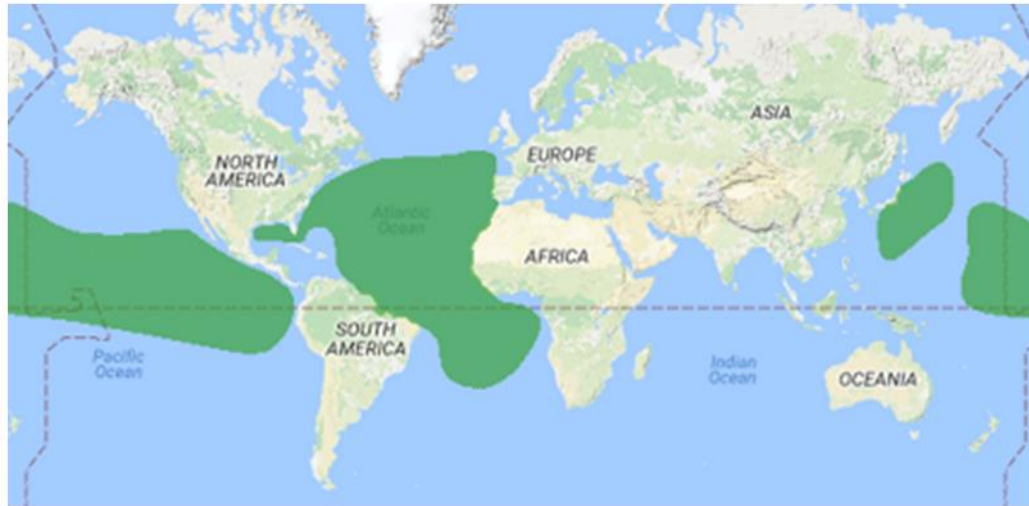 ASIA
NORTH
AMERICA
EUROPE
Atlantic
Ocean
AFRICA
SOUTH
AMERICA
Pacific
Ocean
Indian
Ocean
OCEANIA